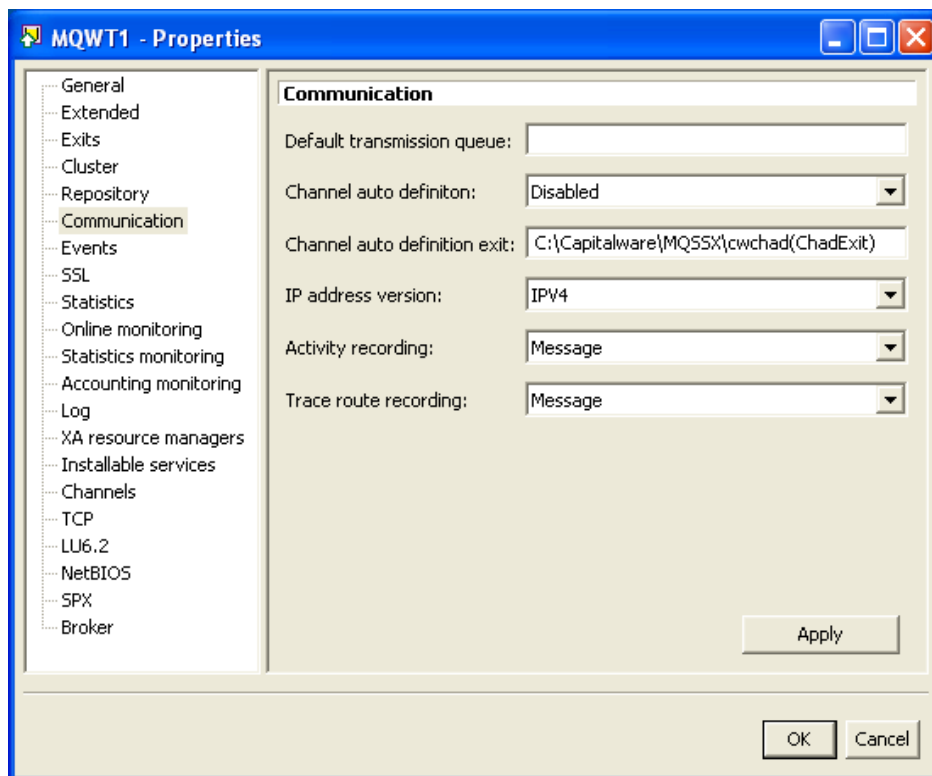 MQWT1 - Properties
General
Extended
Exits
Cluster
Repository
Communication
Events
SSL
Statistics
Online monitoring
Statistics monitoring
Accounting monitoring
Log
XA resource managers
Installable services
Channels
TCP
LU6.2
NetBIOS
SPX
Broker
Communication
Default transmission queue:
Channel auto definiton: Disabled
Channel auto definition exit: C:\Capitalware\MQSSX\cwchad(ChadExit)
IP address version: IPV4
Activity recording: Message
Trace route recording: Message
Apply
OK Cancel